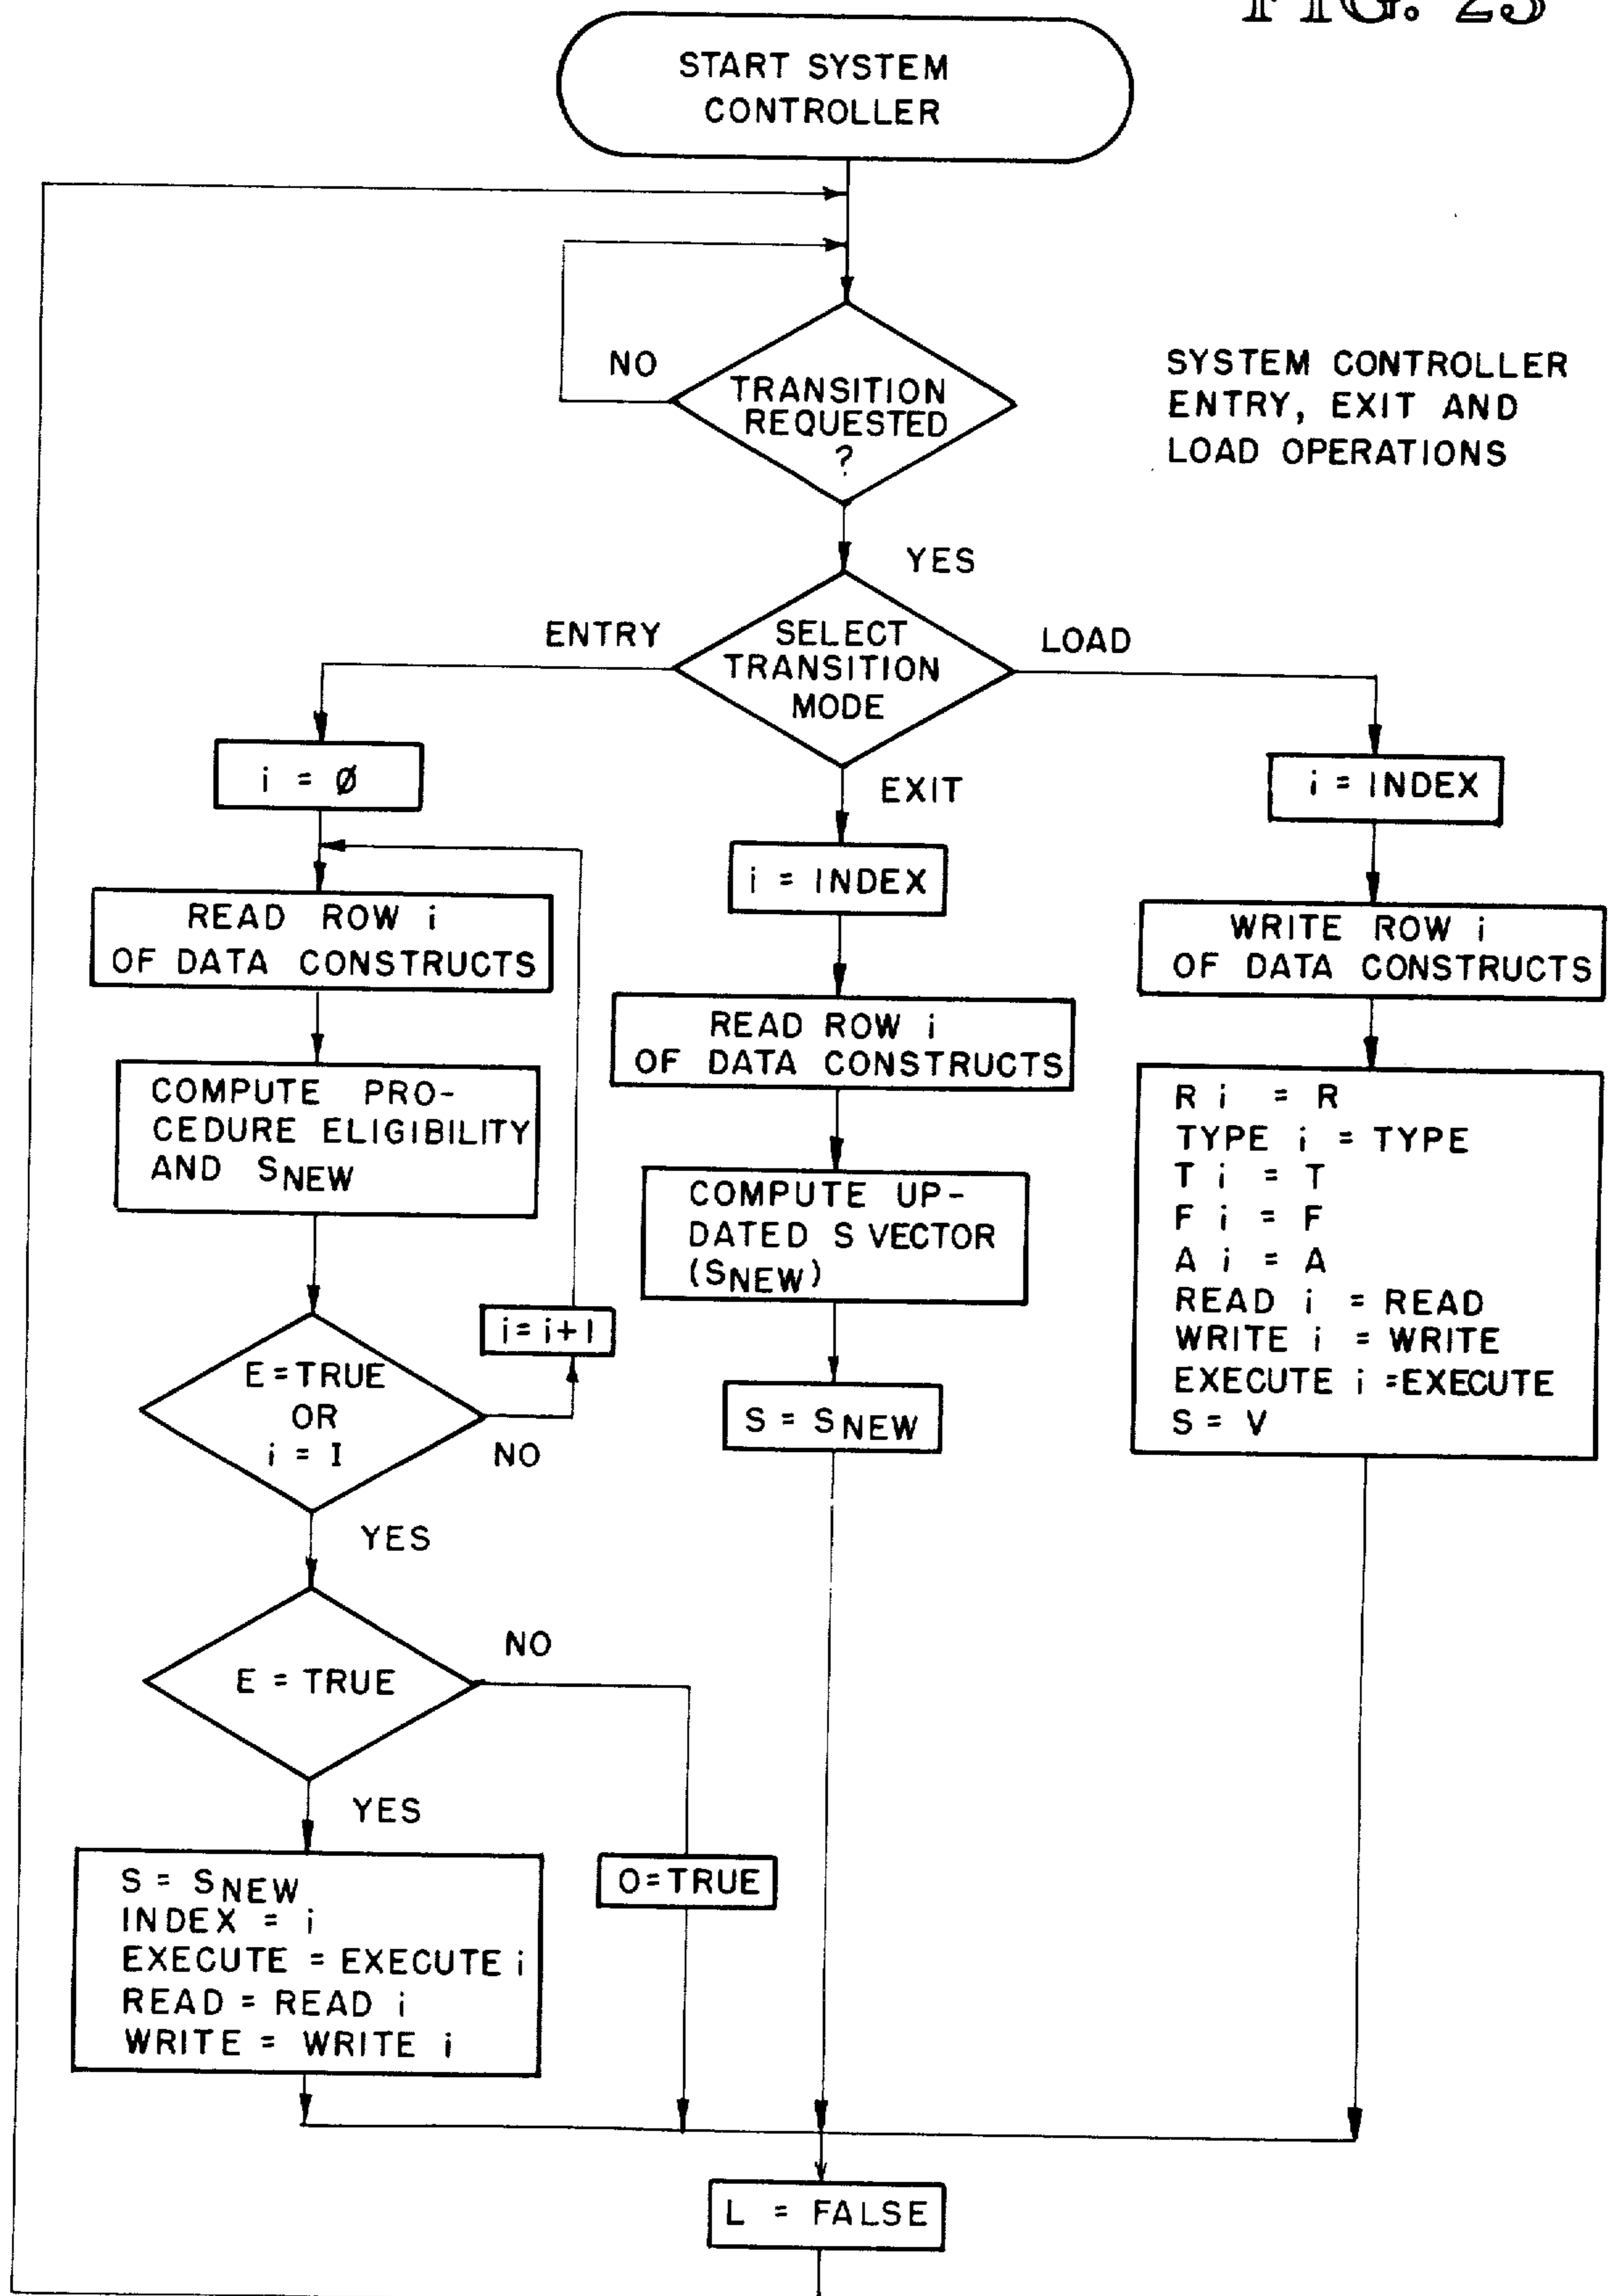 FIG. 23
START SYSTEM
CONTROLLER
NO
TRANSITION
REQUESTED
?
SYSTEM CONTROLLER
ENTRY, EXIT AND
LOAD OPERATIONS
YES
ENTRY
SELECT
TRANSITION
MODE
LOAD
i = Ø
EXIT
i = INDEX
i = INDEX
READ ROW i
OF DATA CONSTRUCTS
WRITE ROW i
OF DATA CONSTRUCTS
READ ROW i
OF DATA CONSTRUCTS
COMPUTE PRO-
CEDURE ELIGIBILITY
AND SNEW
COMPUTE UP-
DATED S VECTOR
(SNEW)
R i = R
TYPE i = TYPE
T i = T
F i = F
A i = A
READ i = READ
WRITE i = WRITE
EXECUTE i =EXECUTE
S = V
i= i+1
E=TRUE
OR
i = I
NO
S = SNEW
YES
E = TRUE
NO
YES
S = SNEW
INDEX = i
EXECUTE = EXECUTE i
READ = READ i
WRITE = WRITE i
O=TRUE
L = FALSE